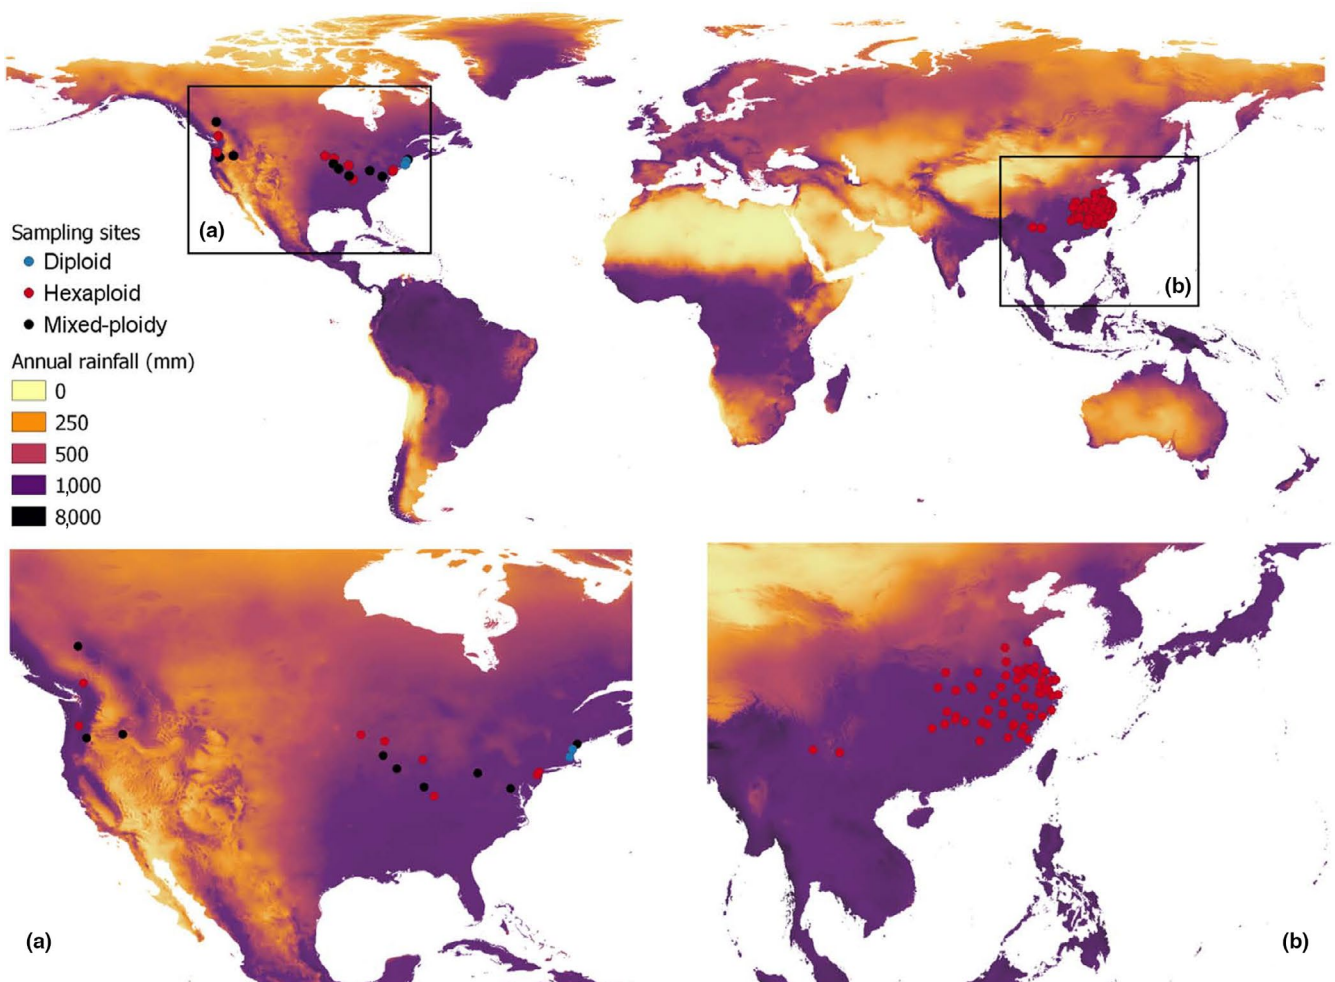 (a)
(b)
Sampling sites
Diploid
Hexaploid
Mixed-ploidy
Annual rainfall (mm)
0
250
500
1,000
8,000
(a)
(b)